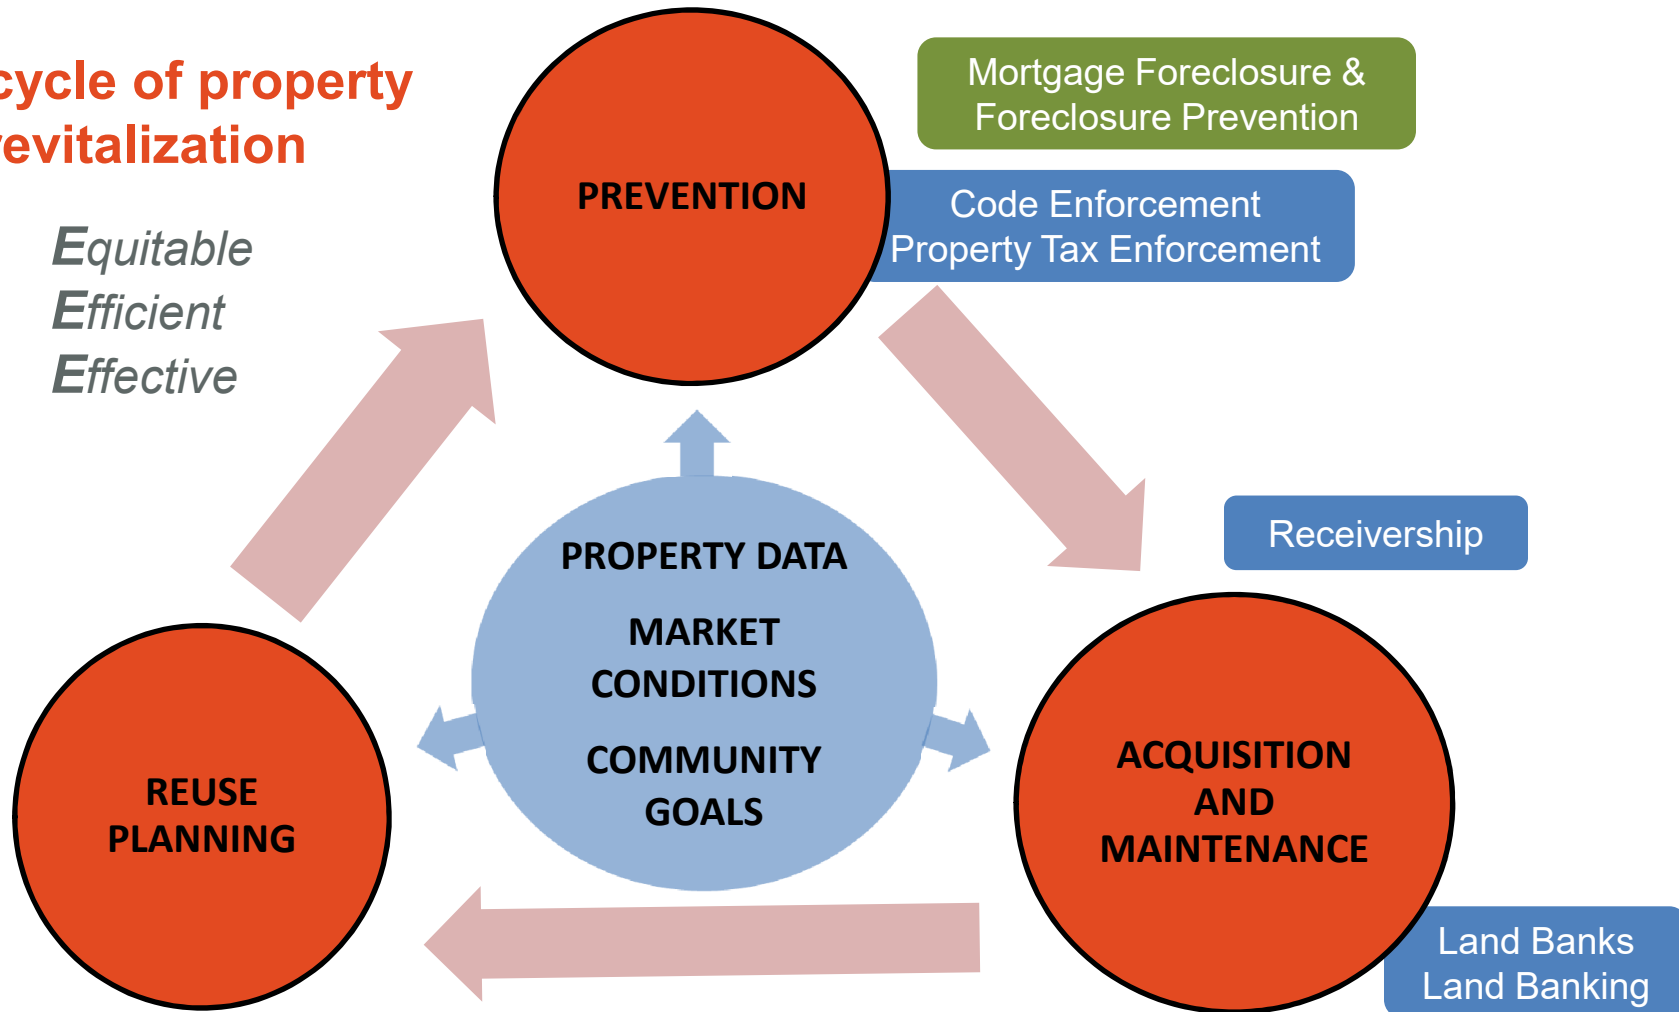 cycle of property
revitalization
Equitable
Efficient
Effective
PREVENTION
Mortgage Foreclosure &
Foreclosure Prevention
Code Enforcement
Property Tax Enforcement
Receivership
PROPERTY DATA
MARKET
CONDITIONS
COMMUNITY
GOALS
REUSE
PLANNING
ACQUISITION
AND
MAINTENANCE
Land Banks
Land Banking